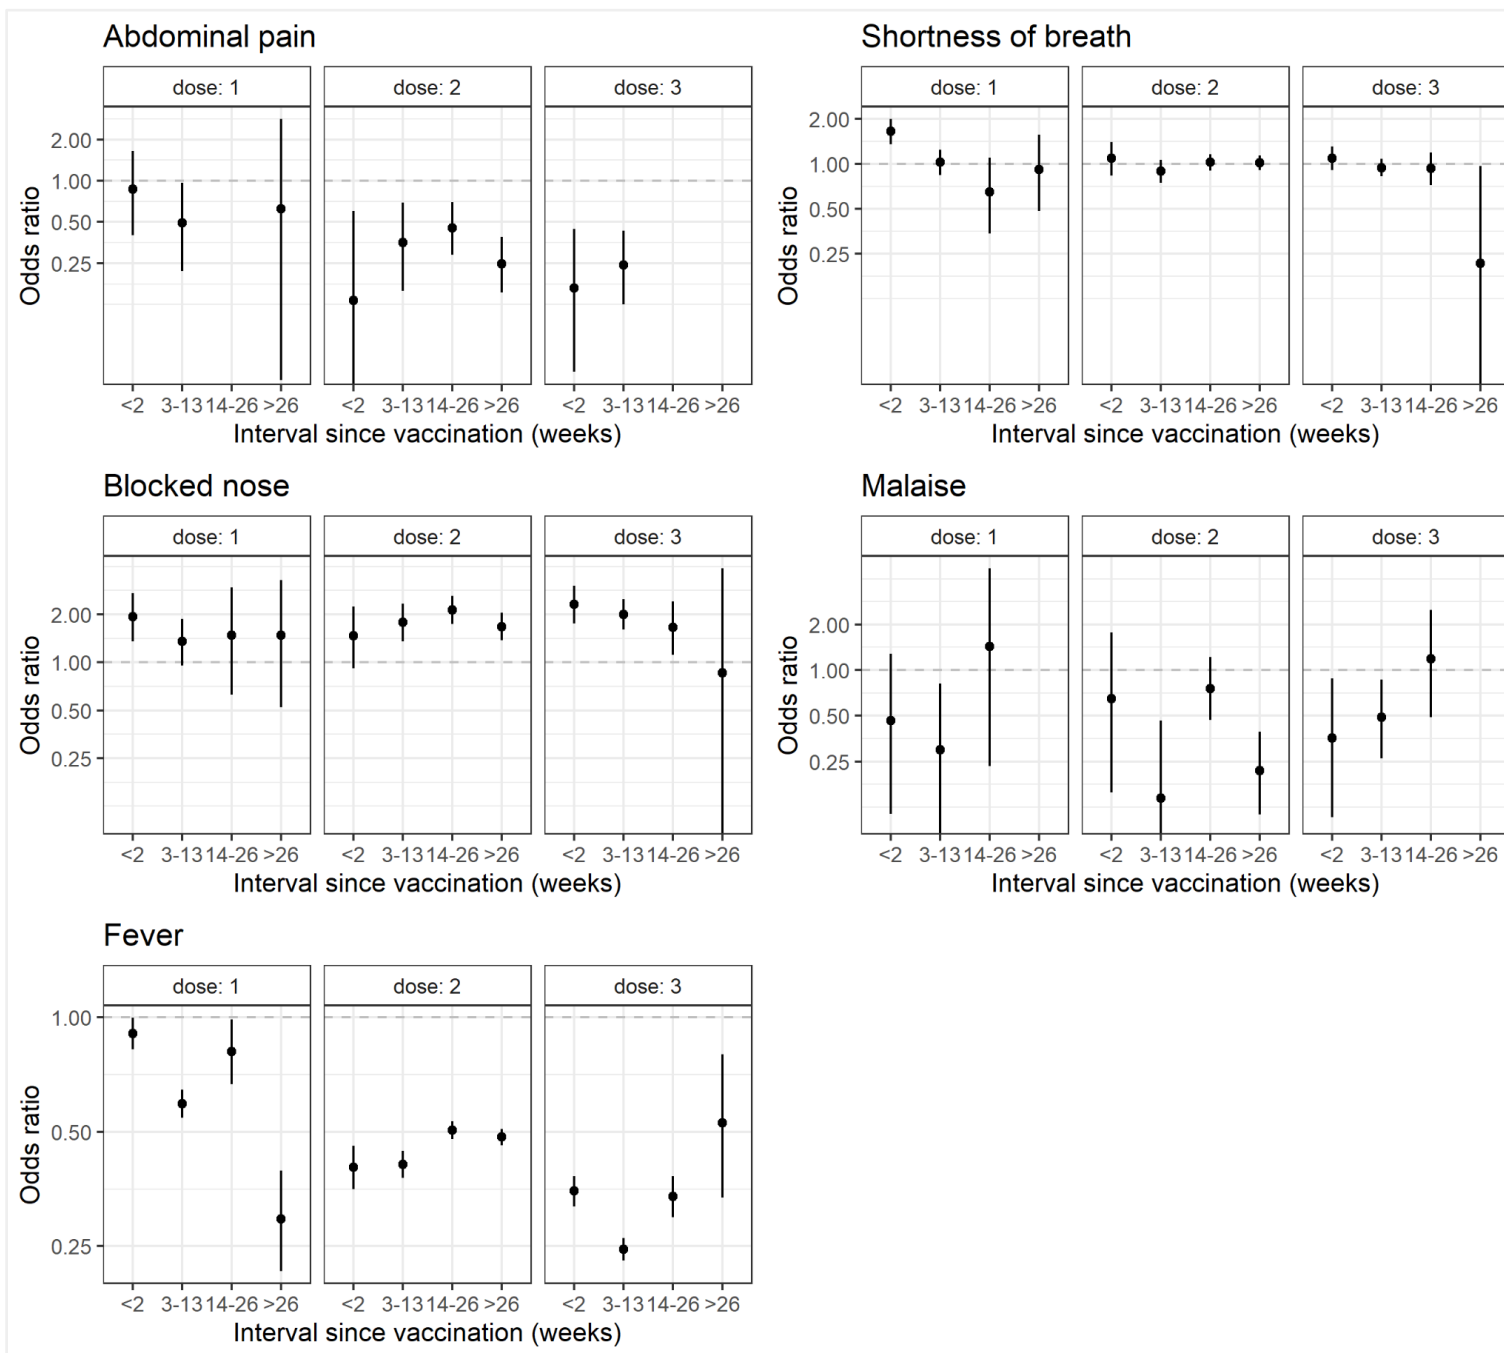 Abdominal pain
dose: 1 dose: 2 dose: 3
Odds ratio
2.00
1.00
0.50
0.25
<2 3-13 14-26 >26 <2 3-13 14-26 >26 <2 3-13 14-26 >26
Interval since vaccination (weeks)
Shortness of breath
dose: 1 dose: 2 dose: 3
Odds ratio
2.00
1.00
0.50
0.25
<2 3-13 14-26 >26 <2 3-13 14-26 >26 <2 3-13 14-26 >26
Interval since vaccination (weeks)
Blocked nose
dose: 1 dose: 2 dose: 3
Odds ratio
2.00
1.00
0.50
0.25
<2 3-13 14-26 >26 <2 3-13 14-26 >26 <2 3-13 14-26 >26
Interval since vaccination (weeks)
Malaise
dose: 1 dose: 2 dose: 3
Odds ratio
2.00
1.00
0.50
0.25
<2 3-13 14-26 >26 <2 3-13 14-26 >26 <2 3-13 14-26 >26
Interval since vaccination (weeks)
Fever
dose: 1 dose: 2 dose: 3
Odds ratio
1.00
0.50
0.25
<2 3-13 14-26 >26 <2 3-13 14-26 >26 <2 3-13 14-26 >26
Interval since vaccination (weeks)